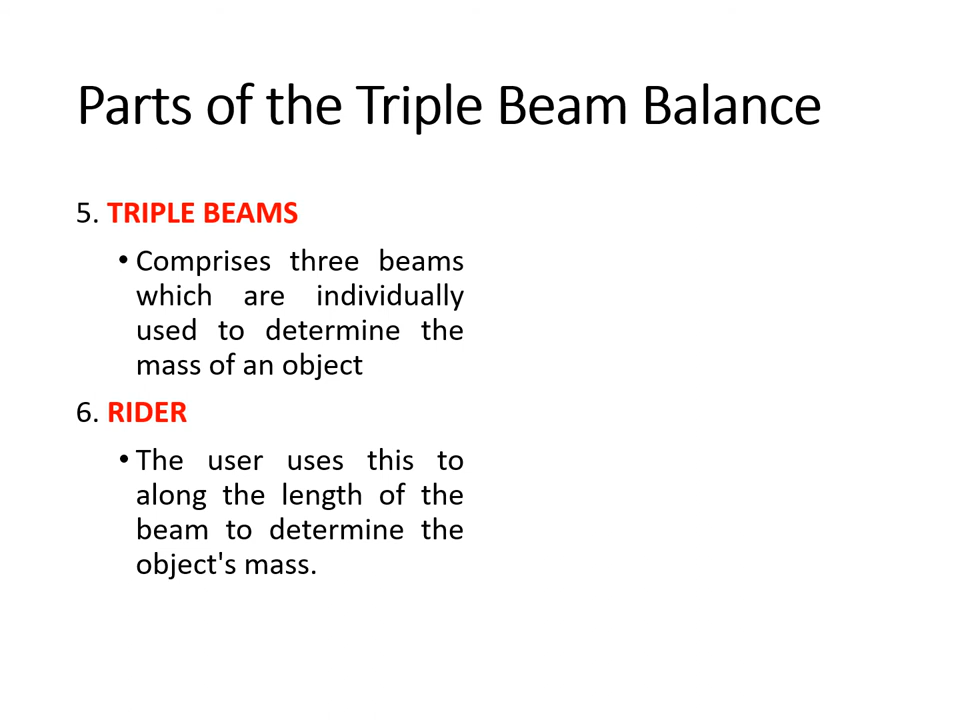 Parts of the Triple Beam Balance
5. TRIPLE BEAMS
• Comprises three beams
which are individually
used to determine the
mass of an object
6. RIDER
• The user uses this to
along the length of the
beam to determine the
object's mass.